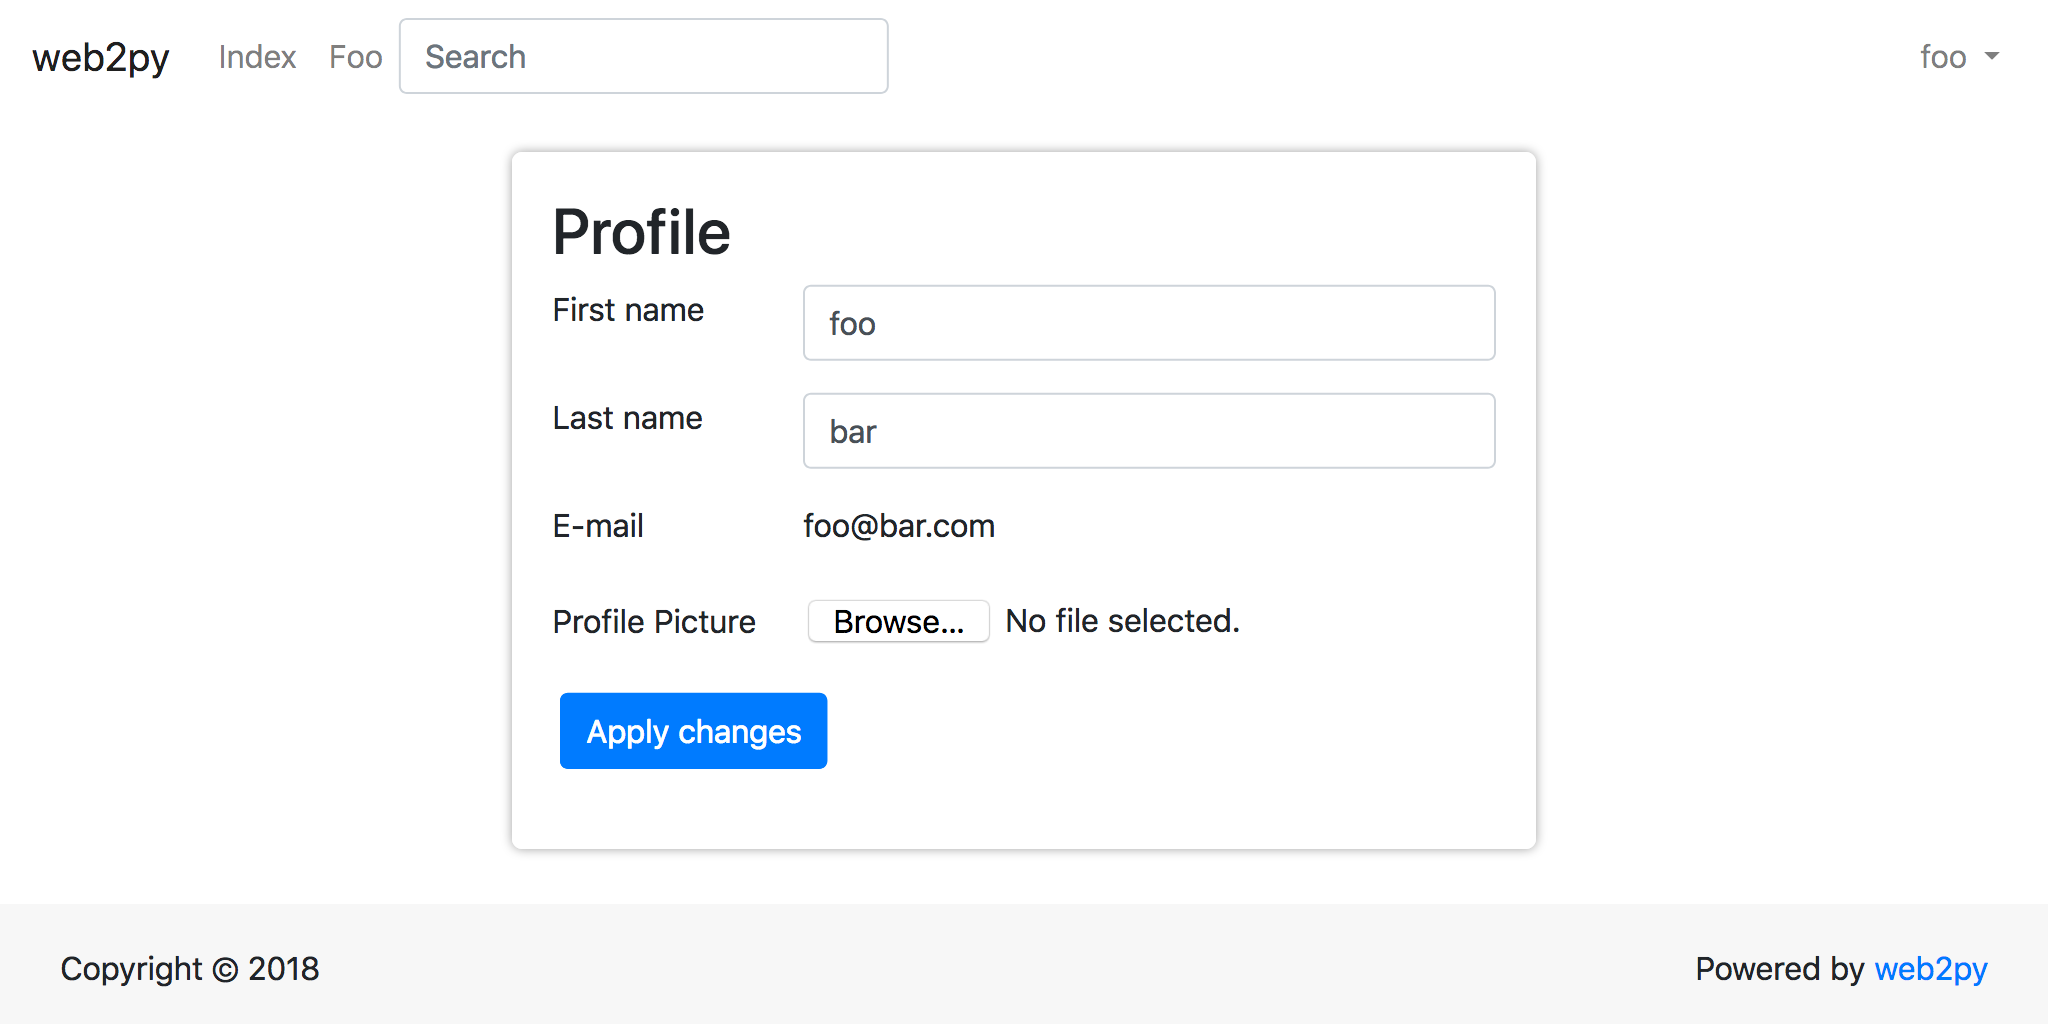 web2py Index Foo Search foo
Profile
First name foo
Last name bar
E-mail foo@bar.com
Profile Picture Browse... No file selected.
Apply changes
Copyright © 2018 Powered by web2py